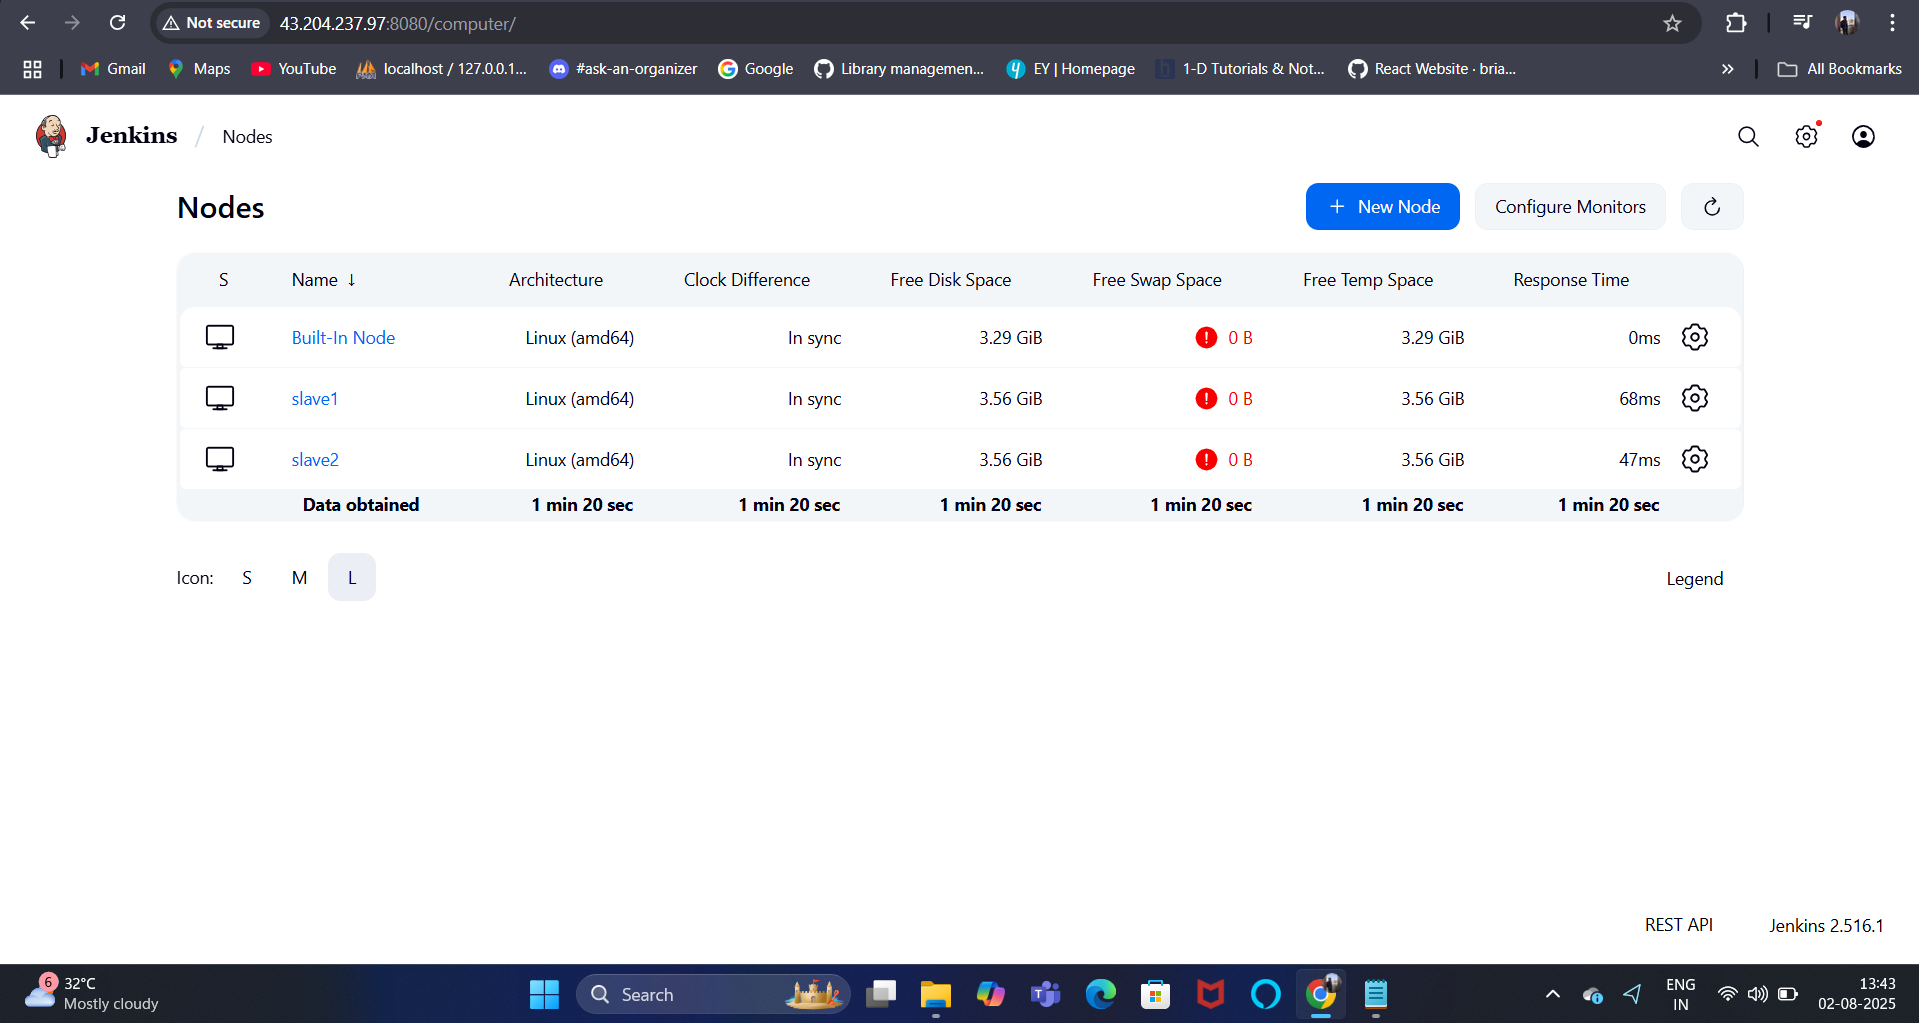 Not secure 43.204.237.97:8080/computer/
Gmail Maps YouTube localhost / 127.0.0.1... #ask-an-organizer Google Library managemen... EY | Homepage 1-D Tutorials & Not... React Website · bria... » All Bookmarks
Jenkins / Nodes
Nodes
+ New Node Configure Monitors
S Name ↓ Architecture Clock Difference Free Disk Space Free Swap Space Free Temp Space Response Time
Built-In Node Linux (amd64) In sync 3.29 GiB 0 B 3.29 GiB 0ms
slave1 Linux (amd64) In sync 3.56 GiB 0 B 3.56 GiB 68ms
slave2 Linux (amd64) In sync 3.56 GiB 0 B 3.56 GiB 47ms
Data obtained 1 min 20 sec 1 min 20 sec 1 min 20 sec 1 min 20 sec 1 min 20 sec 1 min 20 sec
Icon: S M L Legend
REST API Jenkins 2.516.1
6 32°C
Mostly cloudy
Search
ENG
IN
13:43
02-08-2025